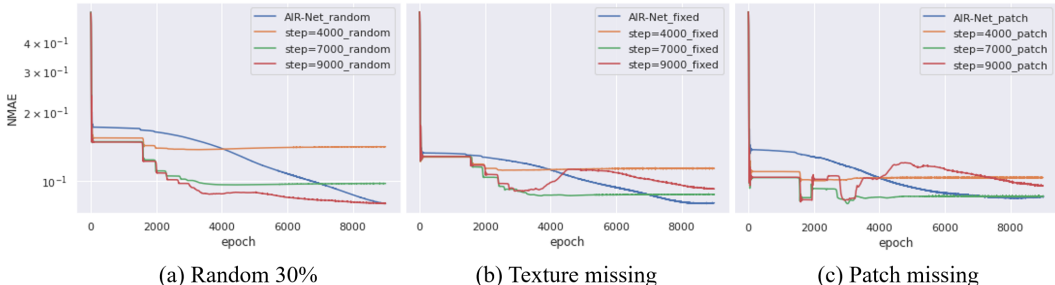 NMAE
4 × 10⁻¹
3 × 10⁻¹
2 × 10⁻¹
10⁻¹
AIR-Net_random
step=4000_random
step=7000_random
step=9000_random
0 2000 4000 6000 8000
epoch
(a) Random 30%
AIR-Net_fixed
step=4000_fixed
step=7000_fixed
step=9000_fixed
0 2000 4000 6000 8000
epoch
(b) Texture missing
AIR-Net_patch
step=4000_patch
step=7000_patch
step=9000_patch
0 2000 4000 6000 8000
epoch
(c) Patch missing